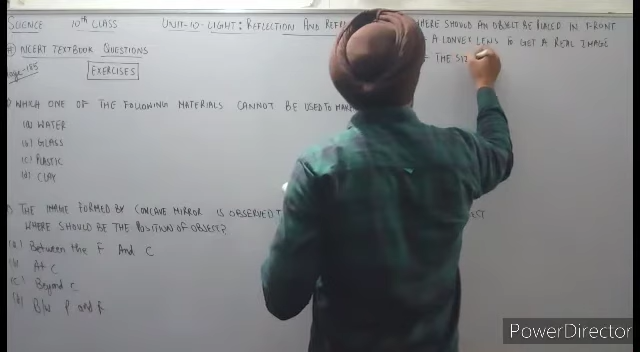 SCIENCE 10th CLASS UNIT-10-LIGHT: REFLECTION AND REF
NCERT TEXTBOOK QUESTIONS
Page-185
EXERCISES
WHICH ONE OF THE FOLLOWING MATERIALS CANNOT BE USED TO MAKE
(a) WATER
(b) GLASS
(c) PLASTIC
(d) CLAY
THE IMAGE FORMED BY CONCAVE MIRROR IS OBSERVED T
WHERE SHOULD BE THE POSITION OF OBJECT?
(a) Between the F And C
(b) At C
(c) Beyond C
(d) B/w P and F
WHERE SHOULD AN OBJECT BE PLACED IN FRONT
A CONVEX LENS TO GET A REAL IMAGE
THE SIZ
PowerDirector